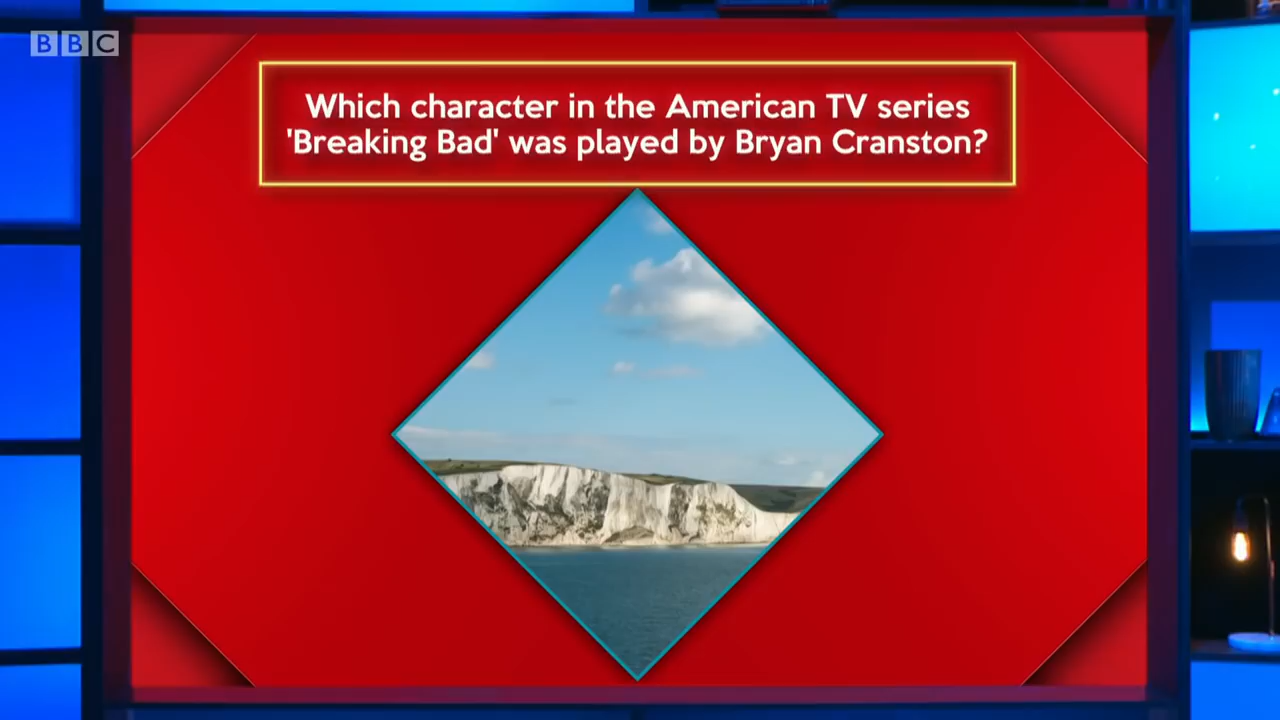 BBC
Which character in the American TV series
'Breaking Bad' was played by Bryan Cranston?